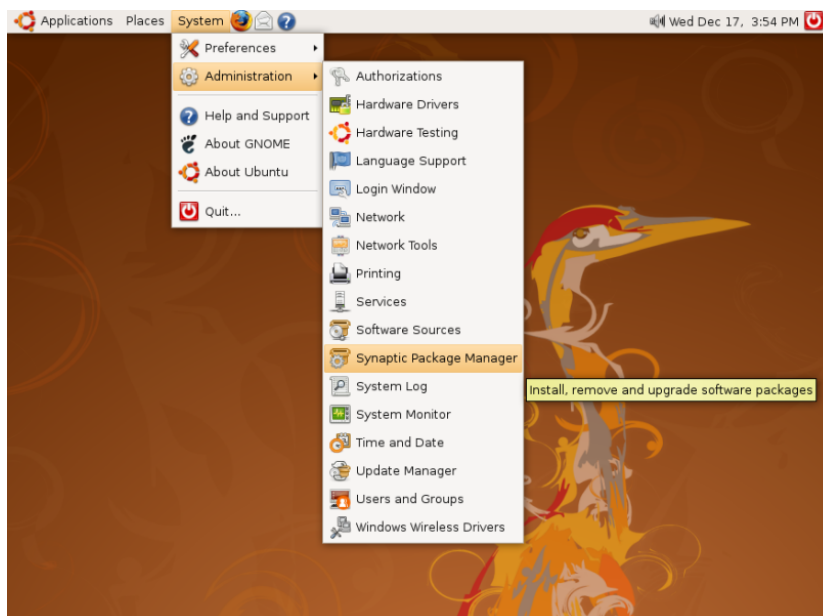 Applications Places System Wed Dec 17, 3:54 PM
Preferences
Administration
Help and Support
About GNOME
About Ubuntu
Quit...
Authorizations
Hardware Drivers
Hardware Testing
Language Support
Login Window
Network
Network Tools
Printing
Services
Software Sources
Synaptic Package Manager
Install, remove and upgrade software packages
System Log
System Monitor
Time and Date
Update Manager
Users and Groups
Windows Wireless Drivers